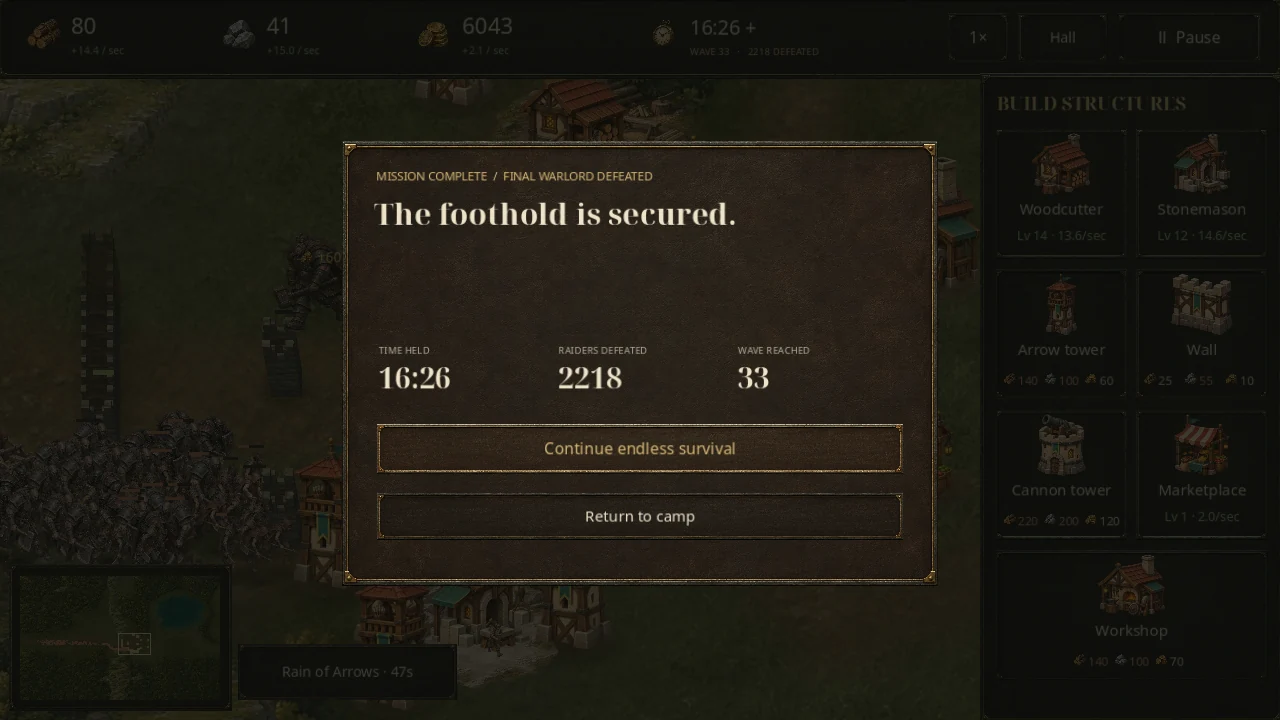 80
+14.4 / sec
41
+15.0 / sec
6043
+2.1 / sec
16:26 +
WAVE 33 · 2218 DEFEATED
1×
Hall
II Pause
BUILD STRUCTURES
Woodcutter
Lv 14 · 13.6/sec
Stonemason
Lv 12 · 14.6/sec
Arrow tower
140 100 60
Wall
25 55 10
Cannon tower
220 200 120
Marketplace
Lv 1 · 2.0/sec
Workshop
140 100 70
MISSION COMPLETE / FINAL WARLORD DEFEATED
The foothold is secured.
TIME HELD
16:26
RAIDERS DEFEATED
2218
WAVE REACHED
33
Continue endless survival
Return to camp
Rain of Arrows · 47s